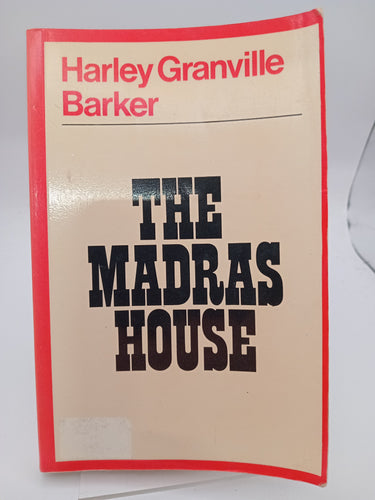 Harley Granville
Barker
THE
MADRAS
HOUSE